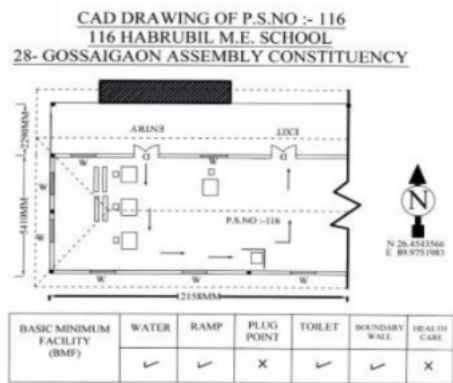 CAD DRAWING OF P.S.NO :- 116
116 HABRUBIL M.E. SCHOOL
28- GOSSAIGAON ASSEMBLY CONSTITUENCY
2290MM
ENTRY
EXIT
W
D
W
D
W
5410MM
P.S.NO :-116
W
N
N 26.4543566
E 89.9751983
W
W
W
12158MM
BASIC MINIMUM FACILITY (BMF)
WATER
RAMP
PLUG POINT
TOILET
BOUNDARY WALL
HEALTH CARE
✓ ✓ X ✓ ✓ X